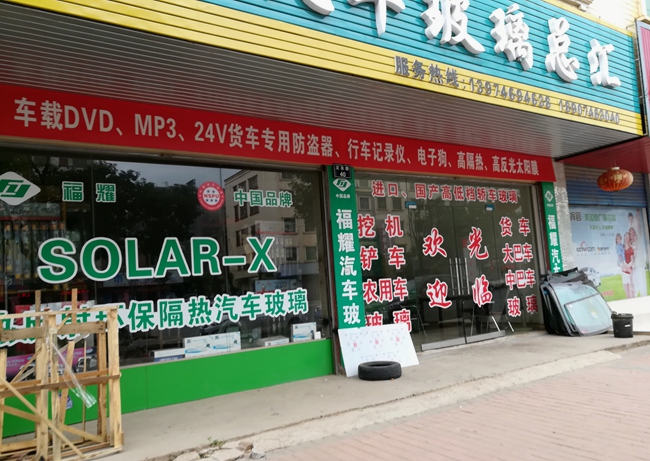 车玻璃总汇
服务热线:
车载DVD、MP3、24V货车专用防盗器、行车记录仪、电子狗、高隔热、高反光太阳膜
福耀
中国品牌
SOLAR-X
环保隔热汽车玻璃
福耀汽车玻璃
40
进口、国产高低档轿车玻璃
挖机
铲车
农用车
玻璃
欢迎
光临
货车
大巴车
中巴车
玻璃
福耀汽